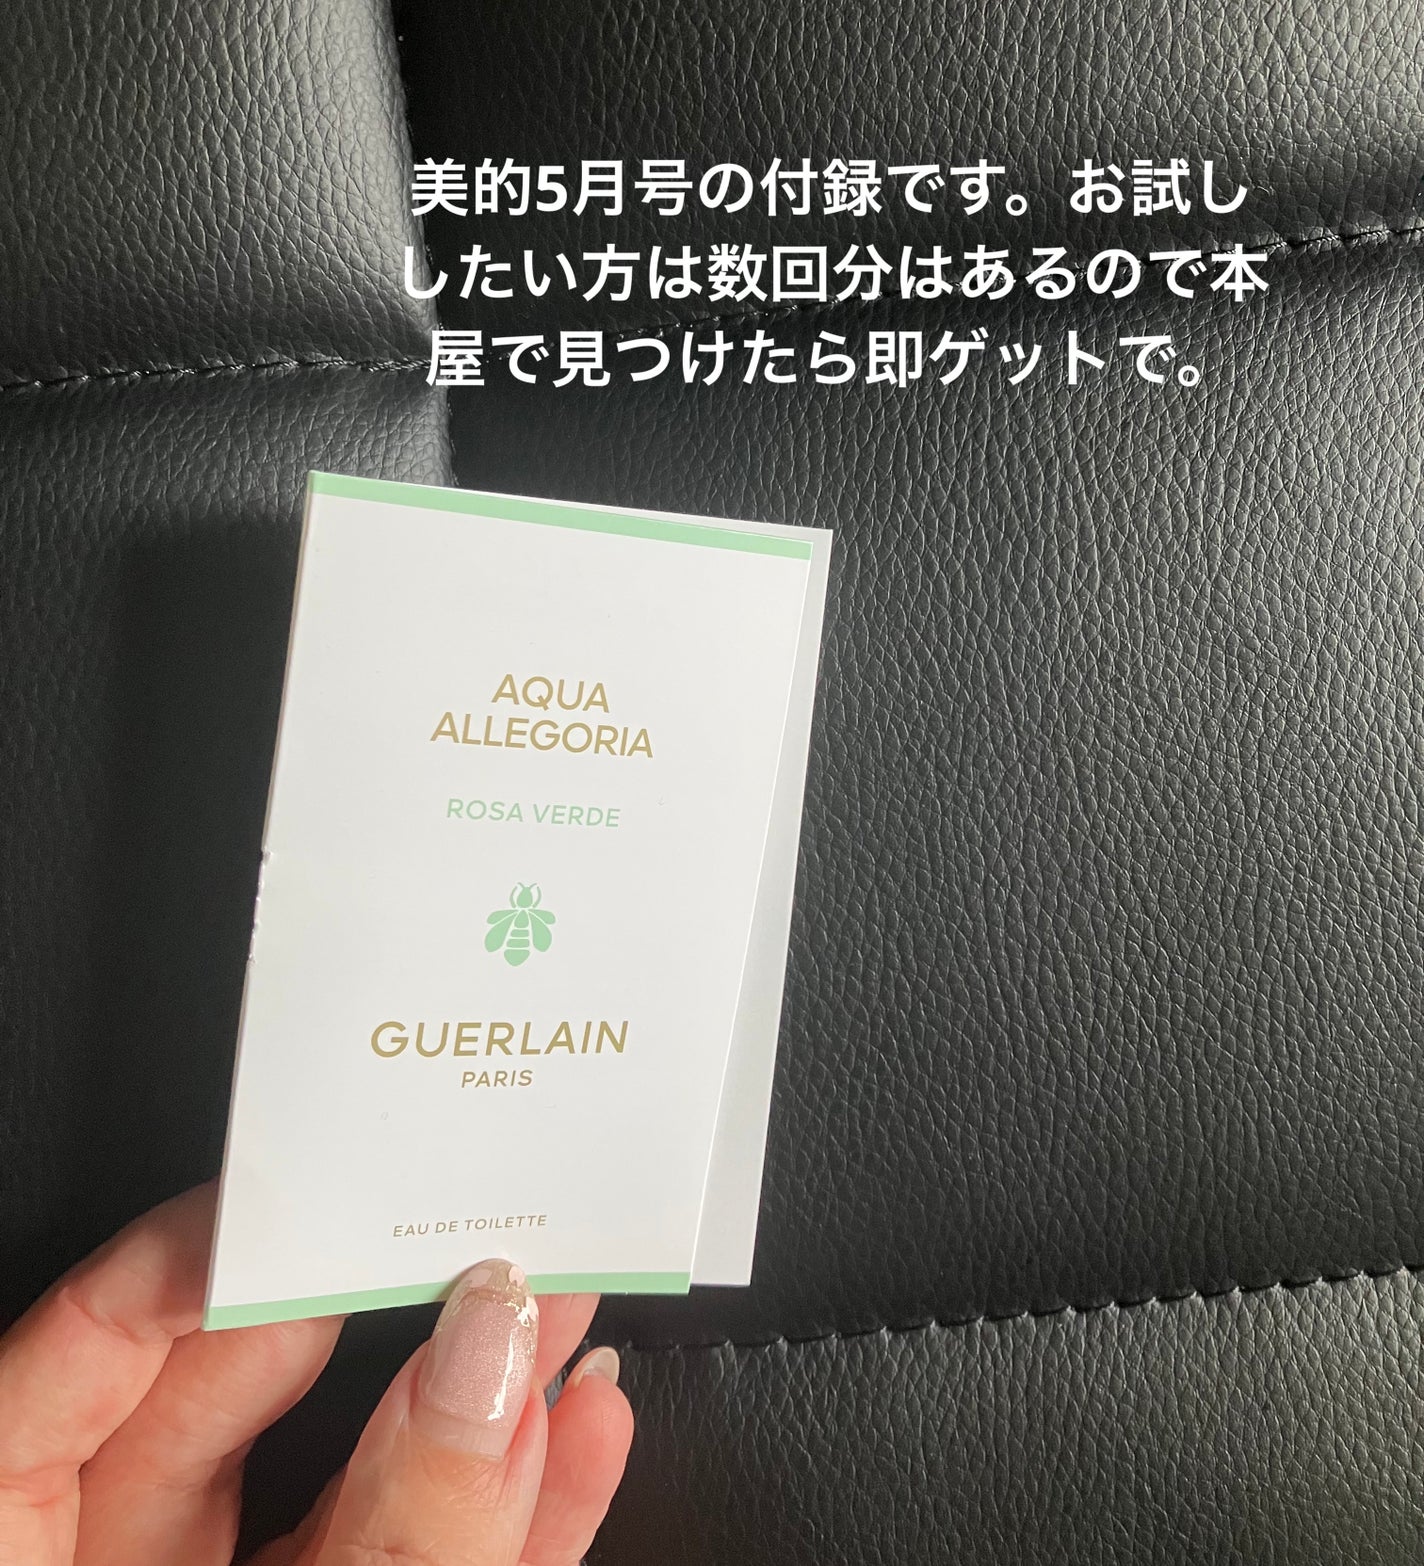 美的5月号の付録です。お試し
したい方は数回分はあるので本
屋で見つけたら即ゲットで。
AQUA
ALLEGORIA
ROSA VERDE
GUERLAIN
PARIS
EAU DE TOILETTE